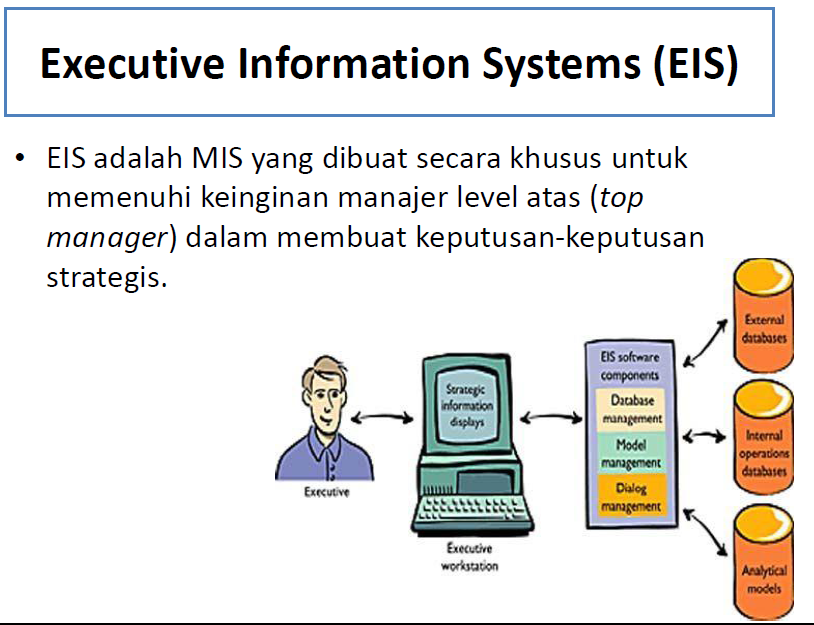 Executive Information Systems (EIS)
• EIS adalah MIS yang dibuat secara khusus untuk
memenuhi keinginan manajer level atas (top
manager) dalam membuat keputusan-keputusan
strategis.
Executive
Strategic
information
displays
Executive
workstation
EIS software
components
Database
management
Model
management
Dialog
management
External
databases
Internal
operations
databases
Analytical
models